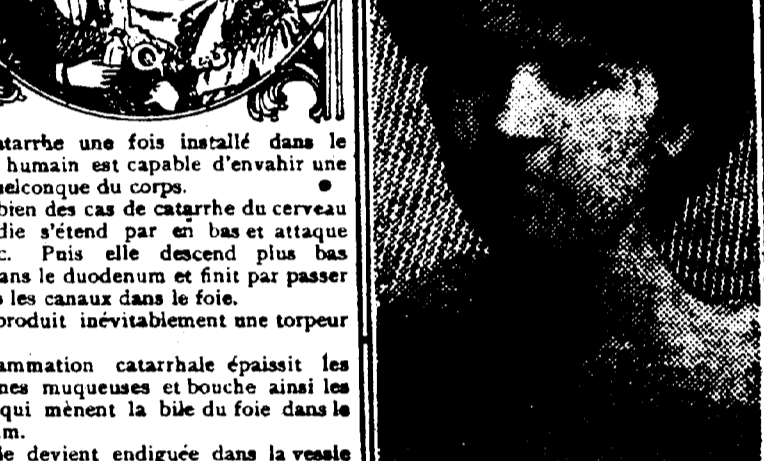 atarrhe une fois installé dans le
humain est capable d'envahir une
elconque du corps.
bien des cas de catarrhe du cerveau
die s'étend par en bas et attaque
c. Puis elle descend plus bas
ans le duodenum et finit par passer
les canaux dans le foie.
produit inévitablement une torpeur
ammation catarrhale épaissit les
nes muqueuses et bouche ainsi les
qui mènent la bile du foie dans le
m.
le devient endiguée dans la vessie